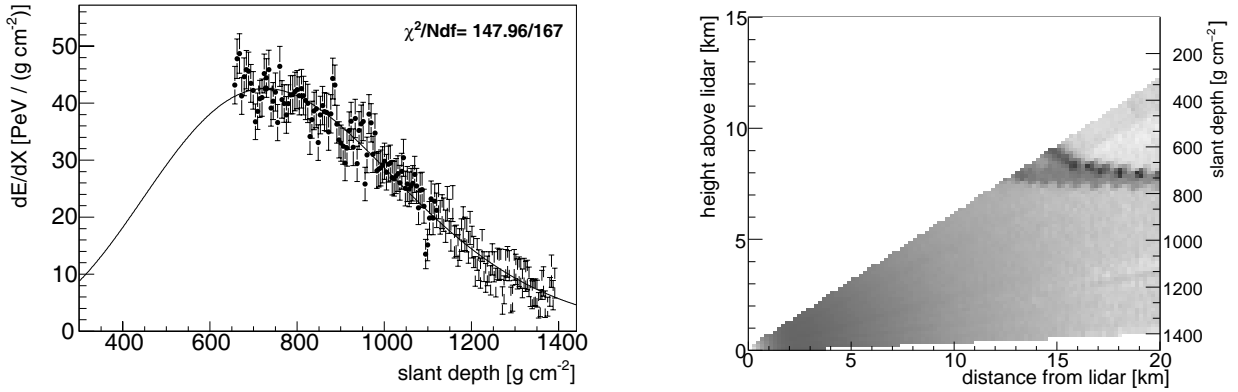 dE/dX [PeV / (g cm⁻²)]
50
40
30
20
10
0
χ²/Ndf= 147.96/167
400 600 800 1000 1200 1400
slant depth [g cm⁻²]
height above lidar [km]
15
10
5
0
0 5 10 15 20
distance from lidar [km]
200
400
600
800
1000
1200
1400
slant depth [g cm⁻²]